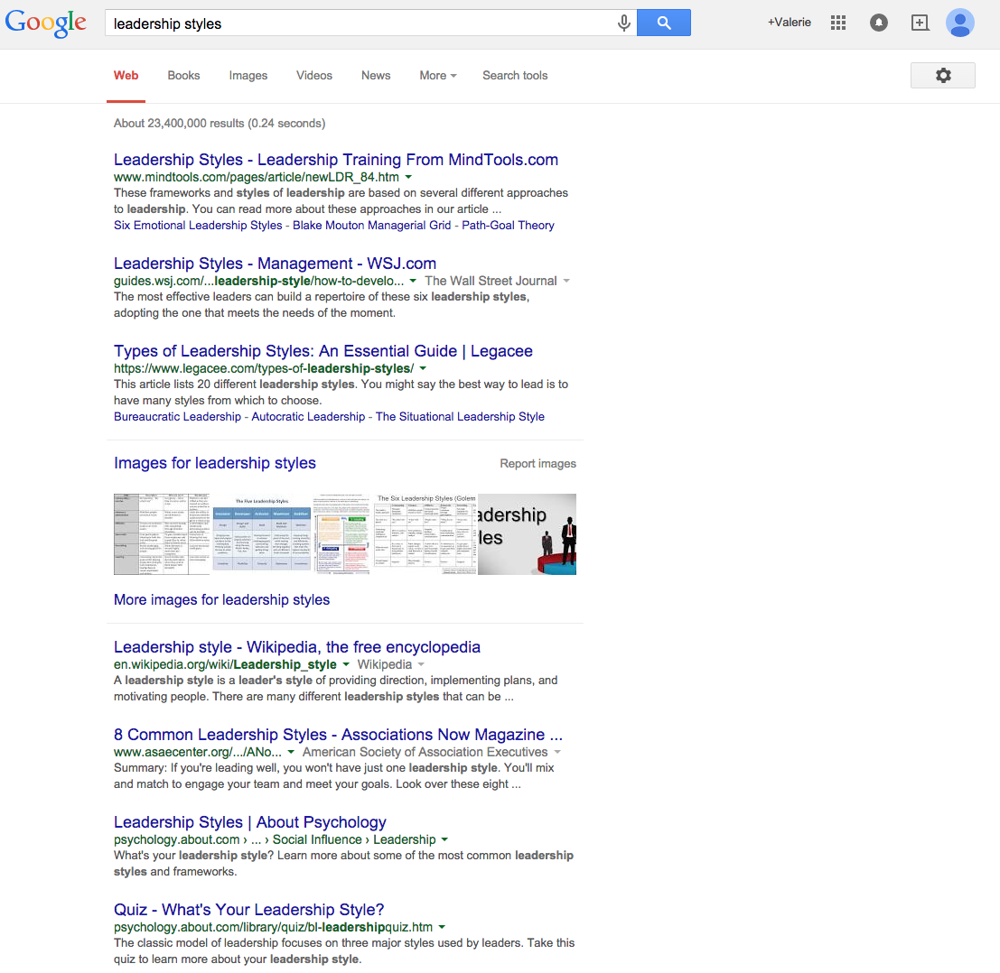 Google
leadership styles
+Valerie
Web Books Images Videos News More Search tools
About 23,400,000 results (0.24 seconds)
Leadership Styles - Leadership Training From MindTools.com
www.mindtools.com/pages/article/newLDR_84.htm
These frameworks and styles of leadership are based on several different approaches
to leadership. You can read more about these approaches in our article ...
Six Emotional Leadership Styles - Blake Mouton Managerial Grid - Path-Goal Theory
Leadership Styles - Management - WSJ.com
guides.wsj.com/...leadership-style/how-to-develo... The Wall Street Journal
The most effective leaders can build a repertoire of these six leadership styles,
adopting the one that meets the needs of the moment.
Types of Leadership Styles: An Essential Guide | Legacee
https://www.legacee.com/types-of-leadership-styles/
This article lists 20 different leadership styles. You might say the best way to lead is to
have many styles from which to choose.
Bureaucratic Leadership - Autocratic Leadership - The Situational Leadership Style
Images for leadership styles Report images
The Five Leadership Styles
The Six Leadership Styles (Golem
adership
les
More images for leadership styles
Leadership style - Wikipedia, the free encyclopedia
en.wikipedia.org/wiki/Leadership_style Wikipedia
A leadership style is a leader's style of providing direction, implementing plans, and
motivating people. There are many different leadership styles that can be ...
8 Common Leadership Styles - Associations Now Magazine ...
www.asaecenter.org/.../ANo... American Society of Association Executives
Summary: If you're leading well, you won't have just one leadership style. You'll mix
and match to engage your team and meet your goals. Look over these eight ...
Leadership Styles | About Psychology
psychology.about.com › ... › Social Influence › Leadership
What's your leadership style? Learn more about some of the most common leadership
styles and frameworks.
Quiz - What's Your Leadership Style?
psychology.about.com/library/quiz/bl-leadershipquiz.htm
The classic model of leadership focuses on three major styles used by leaders. Take this
quiz to learn more about your leadership style.